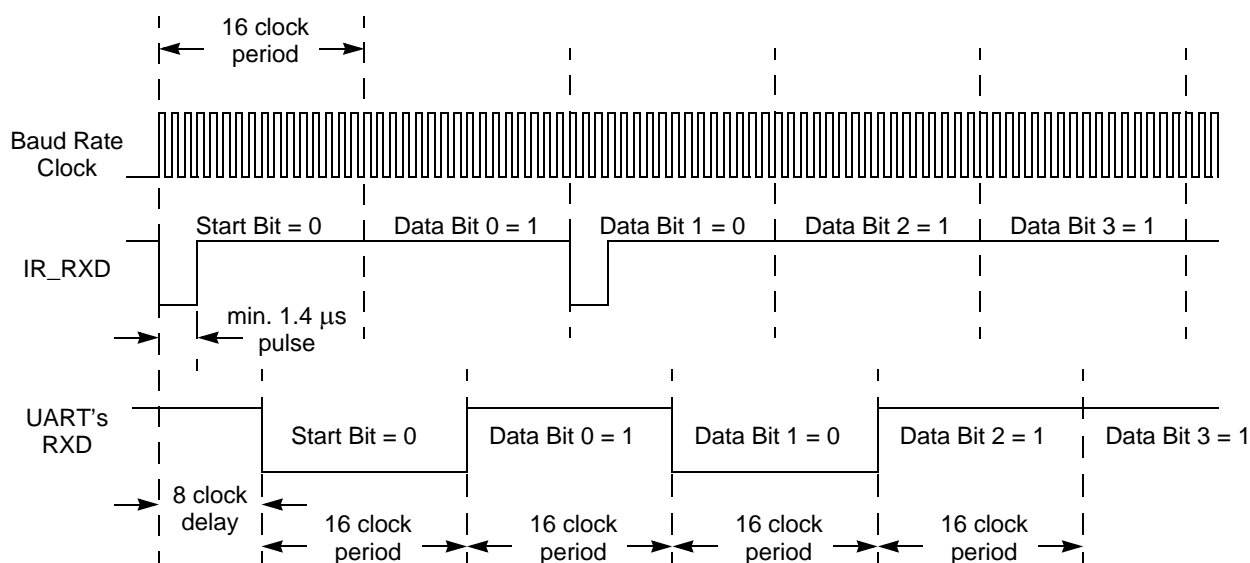 16 clock
period
Baud Rate
Clock
Start Bit = 0
Data Bit 0 = 1
Data Bit 1 = 0
Data Bit 2 = 1
Data Bit 3 = 1
IR_RXD
min. 1.4 μs
pulse
UART's
RXD
Start Bit = 0
Data Bit 0 = 1
Data Bit 1 = 0
Data Bit 2 = 1
Data Bit 3 = 1
8 clock
delay
16 clock
period
16 clock
period
16 clock
period
16 clock
period